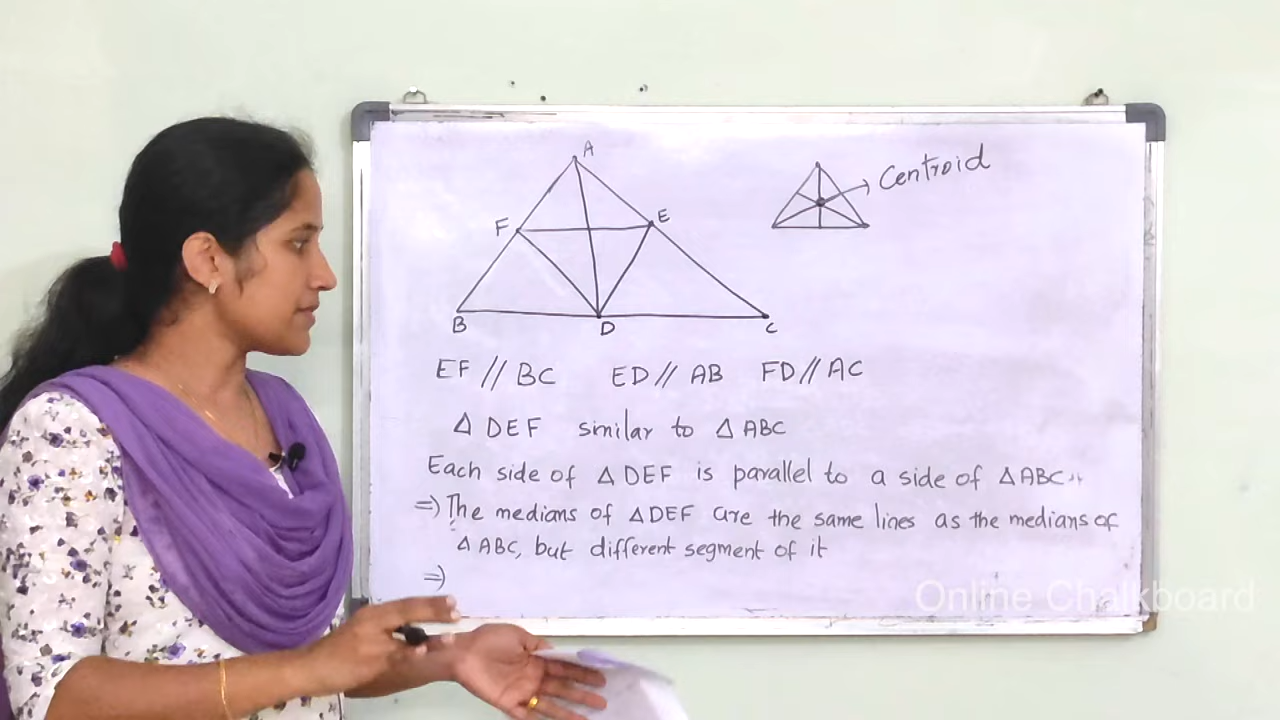 A
F
E
B
D
C
Centroid
EF // BC ED // AB FD // AC
Δ DEF similar to Δ ABC
Each side of Δ DEF is parallel to a side of Δ ABC
=) The medians of Δ DEF are the same lines as the medians of
Δ ABC, but different segment of it
=)
Online Chalkboard